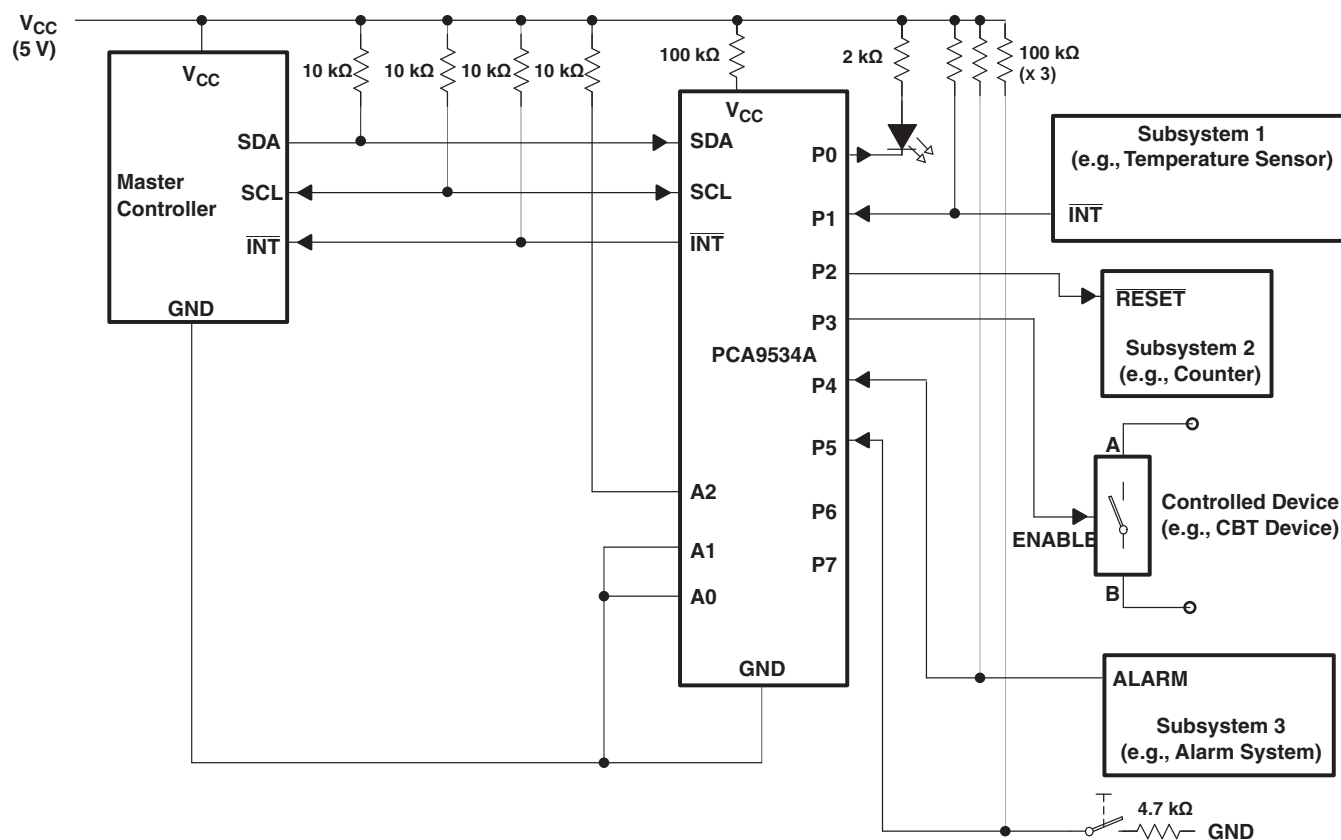 VCC
(5 V)
VCC
SDA
SCL
INT
GND
Master
Controller
10 kΩ
10 kΩ
10 kΩ
10 kΩ
100 kΩ
2 kΩ
100 kΩ
(x 3)
VCC
SDA
SCL
INT
PCA9534A
A2
A1
A0
GND
P0
P1
P2
P3
P4
P5
P6
P7
Subsystem 1
(e.g., Temperature Sensor)
INT
RESET
Subsystem 2
(e.g., Counter)
A
Controlled Device
(e.g., CBT Device)
ENABLE
B
ALARM
Subsystem 3
(e.g., Alarm System)
4.7 kΩ
GND